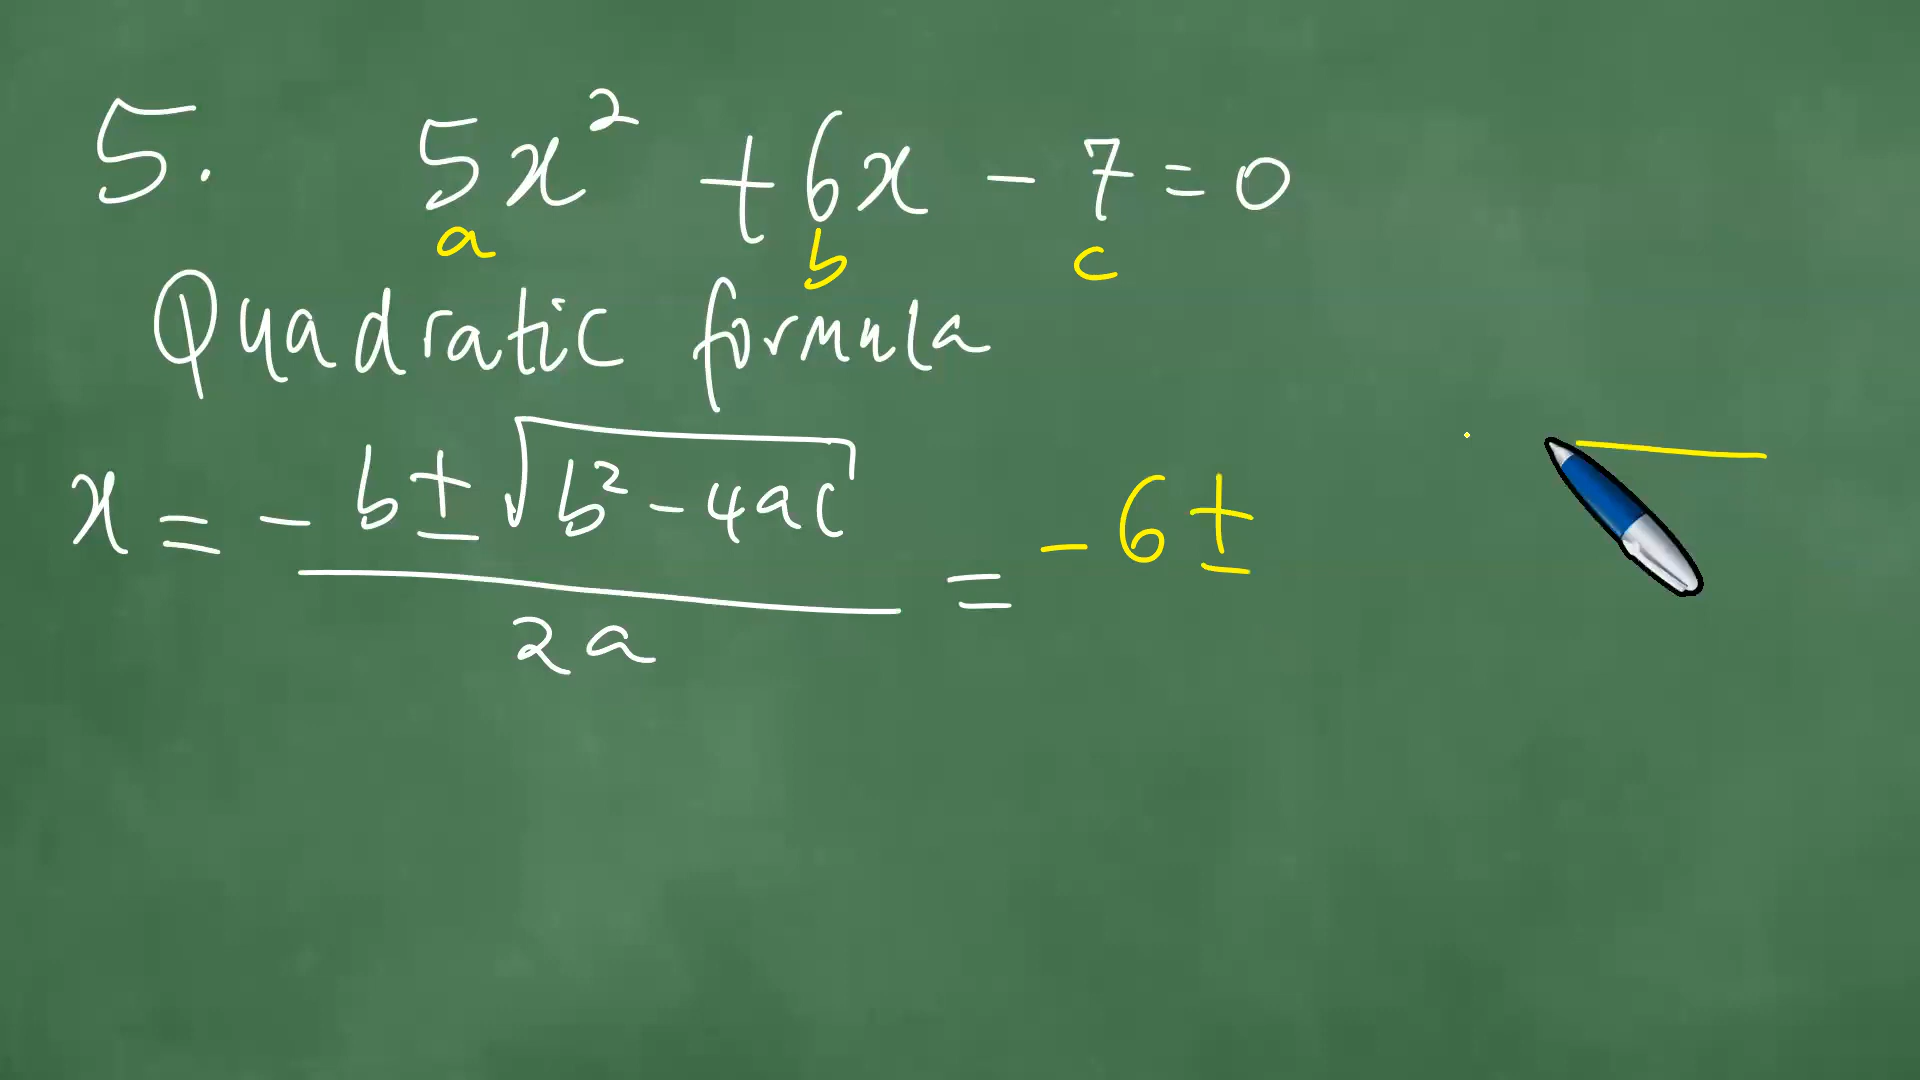 5. 5x² + 6x - 7 = 0
a b c
Quadratic formula
x = -b ± √(b² - 4ac) / 2a = -6 ±